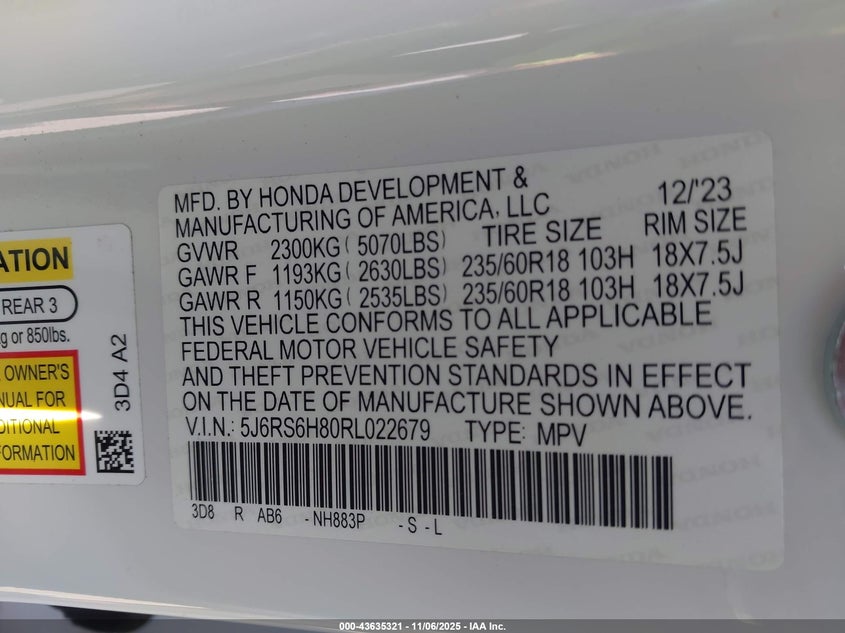 MFD. BY HONDA DEVELOPMENT & 12/'23
MANUFACTURING OF AMERICA, LLC
GVWR 2300KG ( 5070LBS) TIRE SIZE RIM SIZE
GAWR F 1193KG ( 2630LBS) 235/60R18 103H 18X7.5J
GAWR R 1150KG ( 2535LBS) 235/60R18 103H 18X7.5J
THIS VEHICLE CONFORMS TO ALL APPLICABLE
FEDERAL MOTOR VEHICLE SAFETY
AND THEFT PREVENTION STANDARDS IN EFFECT
ON THE DATE OF MANUFACTURE SHOWN ABOVE.
V.I.N.: 5J6RS6H80RL022679 TYPE: MPV
3D8 R AB6 - NH883P - S - L
REAR 3
or 850lbs.
OWNER'S
FOR
3D4 A2
000-43635321 - 11/06/2025 - IAA Inc.